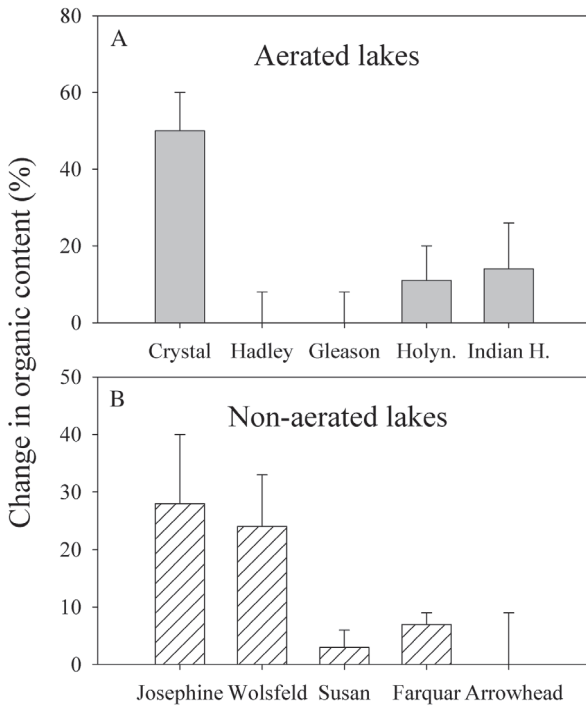 Change in organic content (%)
A
Aerated lakes
80
60
40
20
0
Crystal Hadley Gleason Holyn. Indian H.
B
Non-aerated lakes
50
40
30
20
10
0
Josephine Wolsfeld Susan Farquar Arrowhead